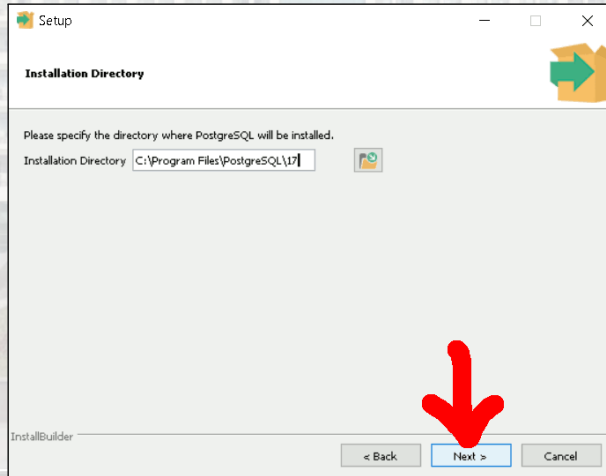 Setup
Installation Directory
Please specify the directory where PostgreSQL will be installed.
Installation Directory C:\Program Files\PostgreSQL\17
InstallBuilder
< Back Next > Cancel